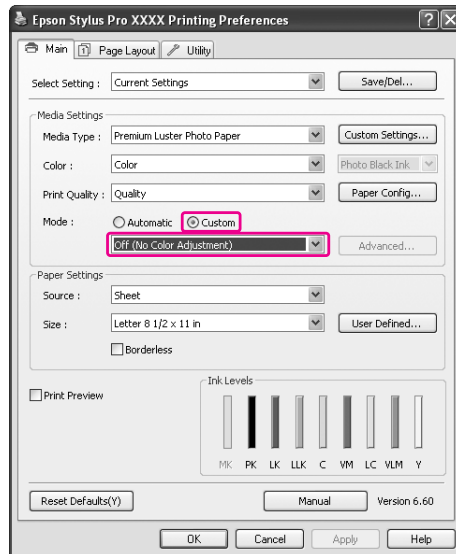 Epson Stylus Pro XXXX Printing Preferences
Main Page Layout Utility
Select Setting : Current Settings Save/Del...
Media Settings
Media Type : Premium Luster Photo Paper Custom Settings...
Color : Color Photo Black Ink
Print Quality : Quality Paper Config...
Mode : Automatic Custom
Off (No Color Adjustment) Advanced...
Paper Settings
Source : Sheet
Size : Letter 8 1/2 x 11 in User Defined...
Borderless
Print Preview
Ink Levels
MK PK LK LLK C VM LC VLM Y
Reset Defaults(Y) Manual Version 6.60
OK Cancel Apply Help